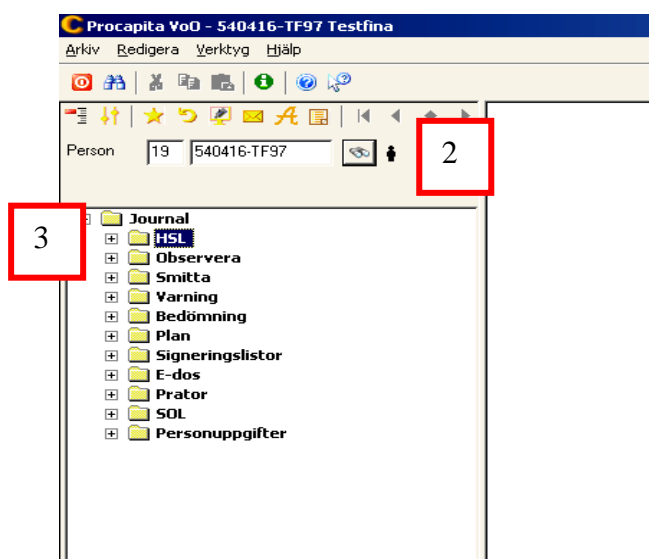 Procapita VoO - 540416-TF97 Testfina
Arkiv Redigera Verktyg Hjälp
Person 19 540416-TF97
2
3
Journal
HSL
Observera
Smitta
Varning
Bedömning
Plan
Signeringslistor
E-dos
Prator
SOL
Personuppgifter